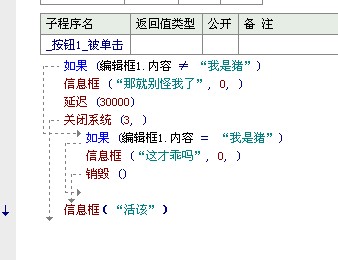 子程序名 返回值类型 公开 备 注
_按钮1_被单击
如果 (编辑框1.内容 ≠ “我是猪”)
信息框 (“那就别怪我了”, 0, )
延迟 (30000)
关闭系统 (3, )
如果 (编辑框1.内容 = “我是猪”)
信息框 (“这才乖吗”, 0, )
销毁 ()
信息框( “活该” )